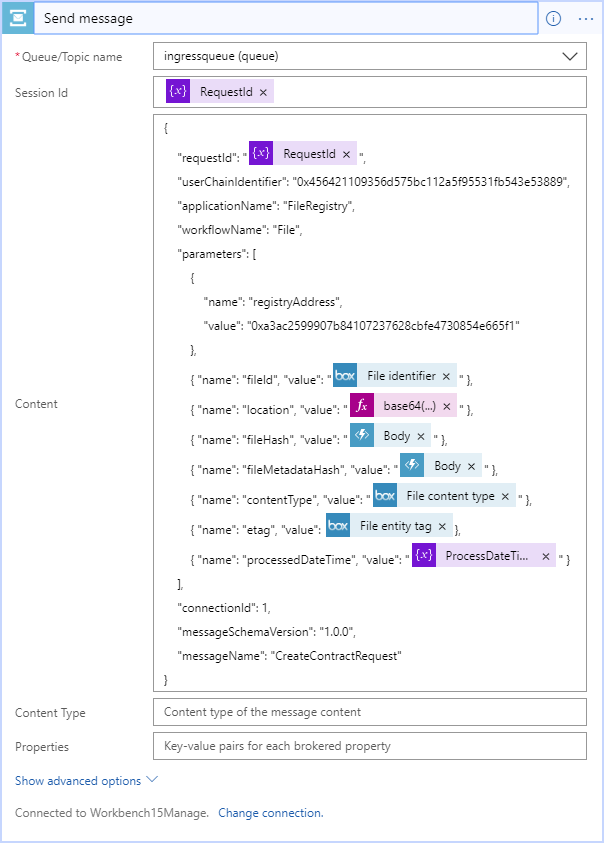 Send message
* Queue/Topic name
ingressqueue (queue)
Session Id
{x} RequestId ×
Content
{
"requestId": " {x} RequestId × ",
"userChainIdentifier": "0x456421109356d575bc112a5f95531fb543e53889",
"applicationName": "FileRegistry",
"workflowName": "File",
"parameters": [
{
"name": "registryAddress",
"value": "0xa3ac2599907b84107237628cbfe4730854e665f1"
},
{ "name": "fileId", "value": " box File identifier × " },
{ "name": "location", "value": " fx base64(...) × " },
{ "name": "fileHash", "value": " Body × " },
{ "name": "fileMetadataHash", "value": " Body × " },
{ "name": "contentType", "value": " box File content type × " },
{ "name": "etag", "value": box File entity tag × },
{ "name": "processedDateTime", "value": " {x} ProcessDateTi... × " }
],
"connectionId": 1,
"messageSchemaVersion": "1.0.0",
"messageName": "CreateContractRequest"
}
Content Type
Content type of the message content
Properties
Key-value pairs for each brokered property
Show advanced options
Connected to Workbench15Manage. Change connection.